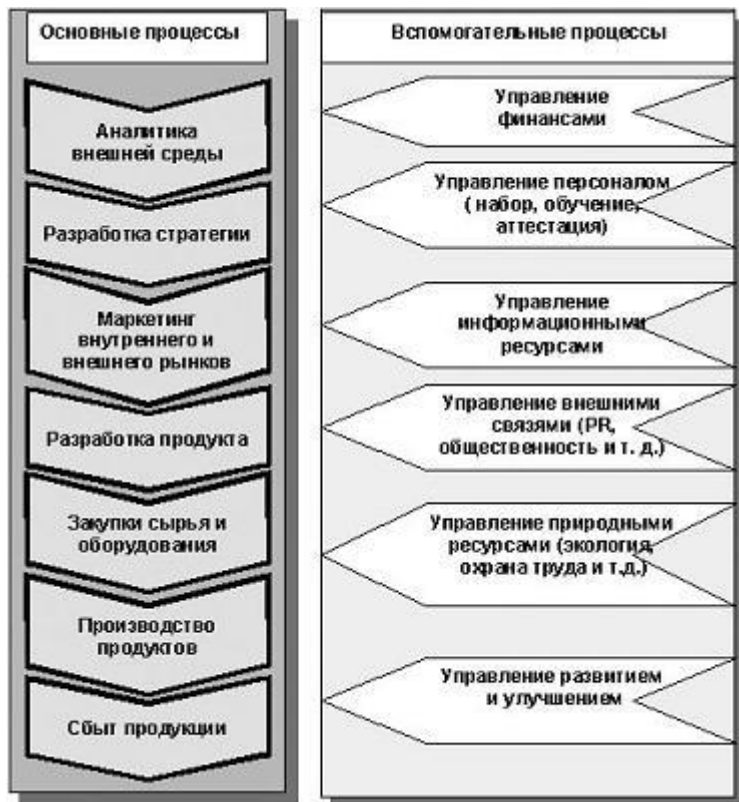 Основные процессы
Аналитика
внешней среды
Разработка стратегии
Маркетинг
внутреннего и
внешнего рынков
Разработка продукта
Закупки сырья и
оборудования
Производство
продуктов
Сбыт продукции
Вспомогательные процессы
Управление
финансами
Управление персоналом
( набор, обучение,
аттестация)
Управление
информационными
ресурсами
Управление внешними
связями (PR,
общественность и т. д.)
Управление природными
ресурсами (экология,
охрана труда и т.д.)
Управление развитием
и улучшением